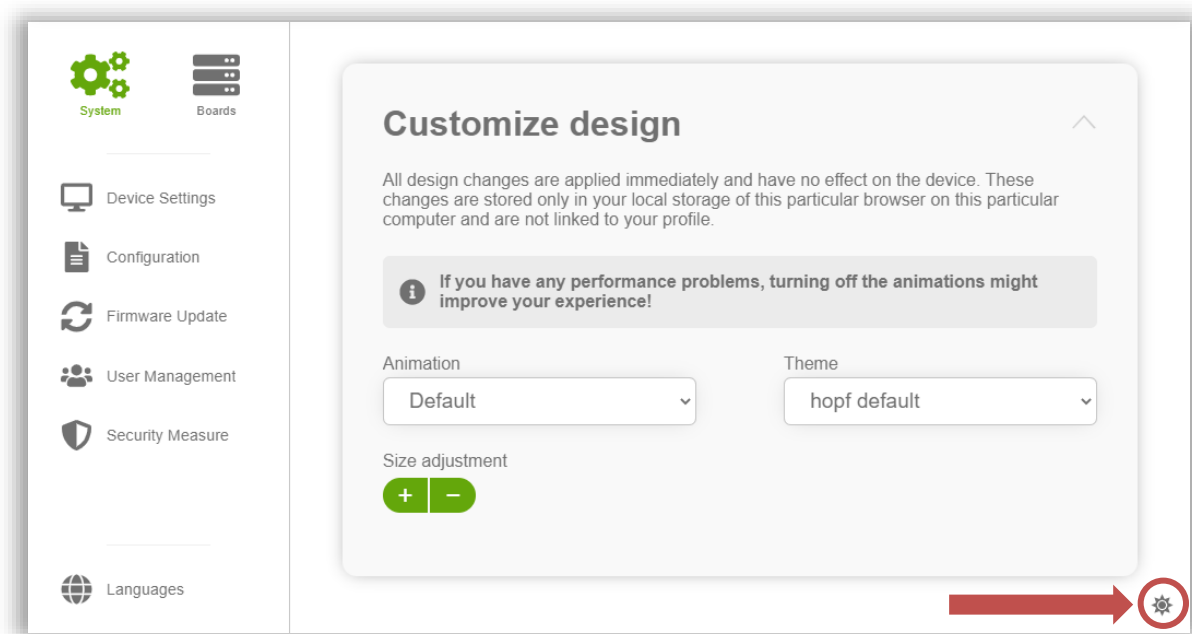 System
Boards
Device Settings
Configuration
Firmware Update
User Management
Security Measure
Languages
Customize design
All design changes are applied immediately and have no effect on the device. These
changes are stored only in your local storage of this particular browser on this particular
computer and are not linked to your profile.
If you have any performance problems, turning off the animations might
improve your experience!
Animation
Theme
Default
hopf default
Size adjustment
+ −